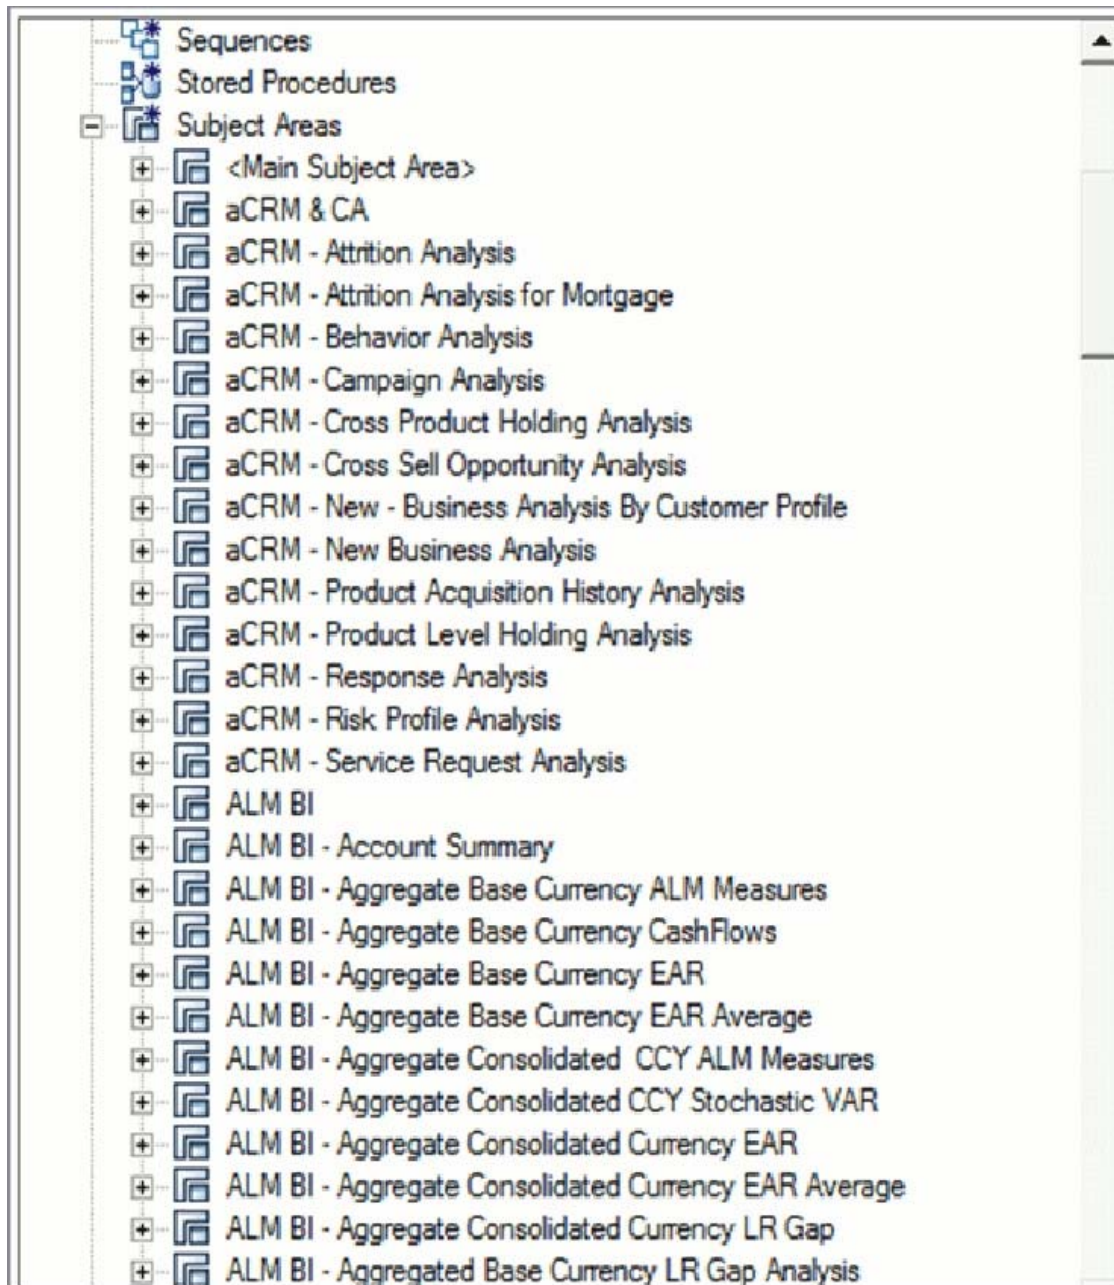 Sequences
Stored Procedures
Subject Areas
<Main Subject Area>
aCRM & CA
aCRM - Attrition Analysis
aCRM - Attrition Analysis for Mortgage
aCRM - Behavior Analysis
aCRM - Campaign Analysis
aCRM - Cross Product Holding Analysis
aCRM - Cross Sell Opportunity Analysis
aCRM - New - Business Analysis By Customer Profile
aCRM - New Business Analysis
aCRM - Product Acquisition History Analysis
aCRM - Product Level Holding Analysis
aCRM - Response Analysis
aCRM - Risk Profile Analysis
aCRM - Service Request Analysis
ALM BI
ALM BI - Account Summary
ALM BI - Aggregate Base Currency ALM Measures
ALM BI - Aggregate Base Currency CashFlows
ALM BI - Aggregate Base Currency EAR
ALM BI - Aggregate Base Currency EAR Average
ALM BI - Aggregate Consolidated  CCY ALM Measures
ALM BI - Aggregate Consolidated CCY Stochastic VAR
ALM BI - Aggregate Consolidated Currency EAR
ALM BI - Aggregate Consolidated Currency EAR Average
ALM BI - Aggregate Consolidated Currency LR Gap
ALM BI - Aggregated Base Currency LR Gap Analysis